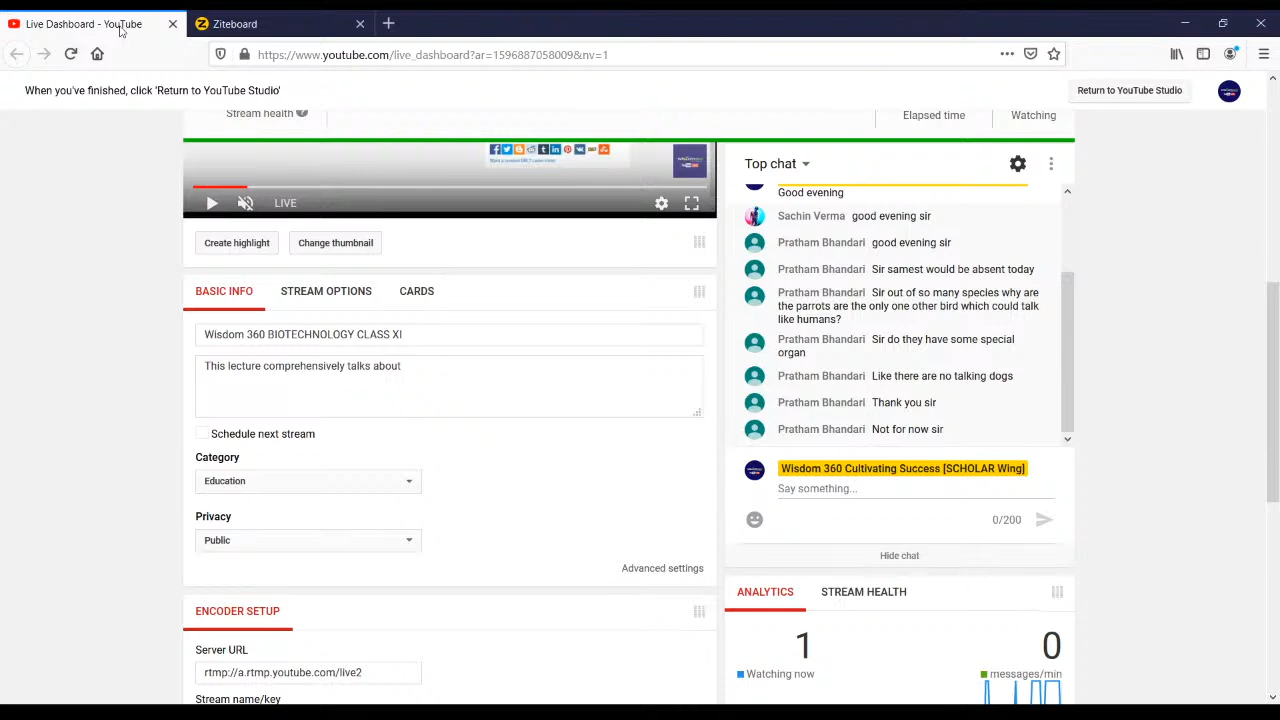 Live Dashboard - YouTube
Ziteboard
https://www.youtube.com/live_dashboard?ar=1596887058009&nv=1
When you've finished, click 'Return to YouTube Studio'
Return to YouTube Studio
Stream health ?
Elapsed time
Watching
LIVE
Create highlight
Change thumbnail
BASIC INFO
STREAM OPTIONS
CARDS
Wisdom 360 BIOTECHNOLOGY CLASS XI
This lecture comprehensively talks about
Schedule next stream
Category
Education
Privacy
Public
Advanced settings
ENCODER SETUP
Server URL
rtmp://a.rtmp.youtube.com/live2
Stream name/key
Top chat
Good evening
Sachin Verma good evening sir
Pratham Bhandari good evening sir
Pratham Bhandari Sir samest would be absent today
Pratham Bhandari Sir out of so many species why are
the parrots are the only one other bird which could talk
like humans?
Pratham Bhandari Sir do they have some special
organ
Pratham Bhandari Like there are no talking dogs
Pratham Bhandari Thank you sir
Pratham Bhandari Not for now sir
Wisdom 360 Cultivating Success [SCHOLAR Wing]
Say something...
0/200
Hide chat
ANALYTICS
STREAM HEALTH
1
Watching now
0
messages/min